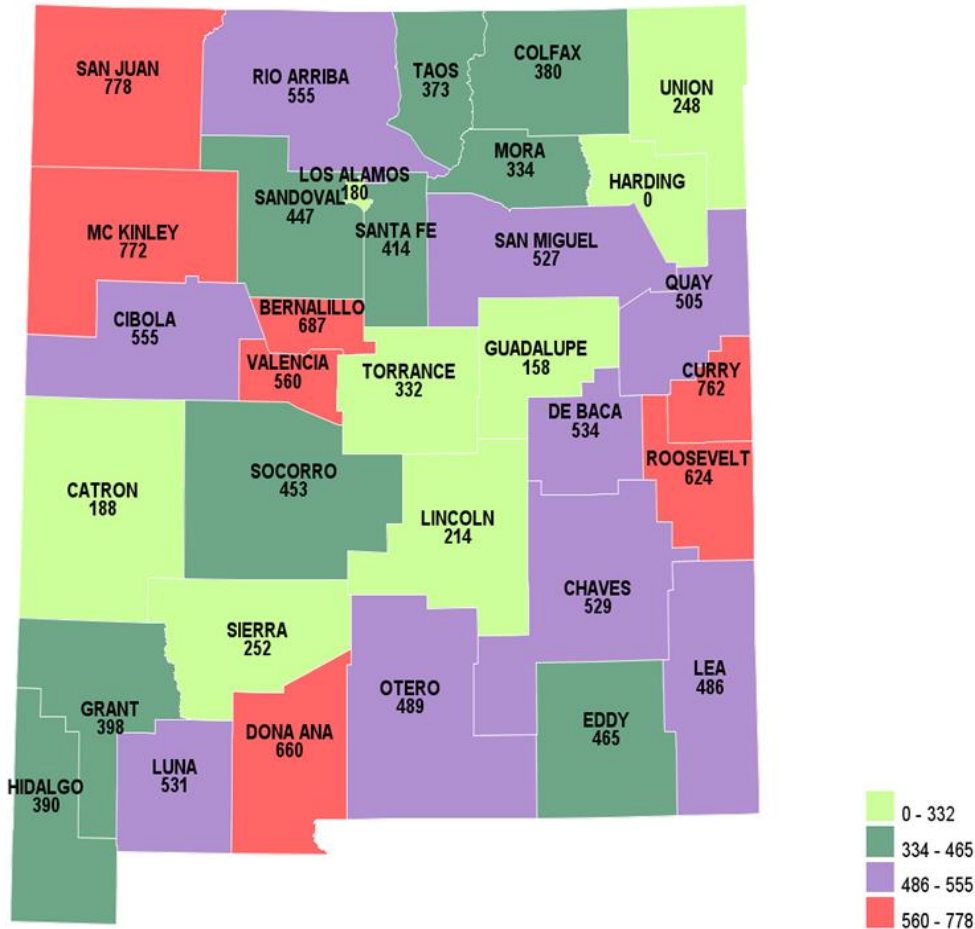 SAN JUAN
778
RIO ARRIBA
555
TAOS
373
COLFAX
380
UNION
248
MORA
334
HARDING
0
LOS ALAMOS
180
SANDOVAL
447
SANTA FE
414
SAN MIGUEL
527
MC KINLEY
772
QUAY
505
CIBOLA
555
BERNALILLO
687
VALENCIA
560
TORRANCE
332
GUADALUPE
158
CURRY
762
DE BACA
534
ROOSEVELT
624
CATRON
188
SOCORRO
453
LINCOLN
214
CHAVES
529
SIERRA
252
OTERO
489
LEA
486
GRANT
398
DONA ANA
660
EDDY
465
LUNA
531
HIDALGO
390
0 - 332
334 - 465
486 - 555
560 - 778